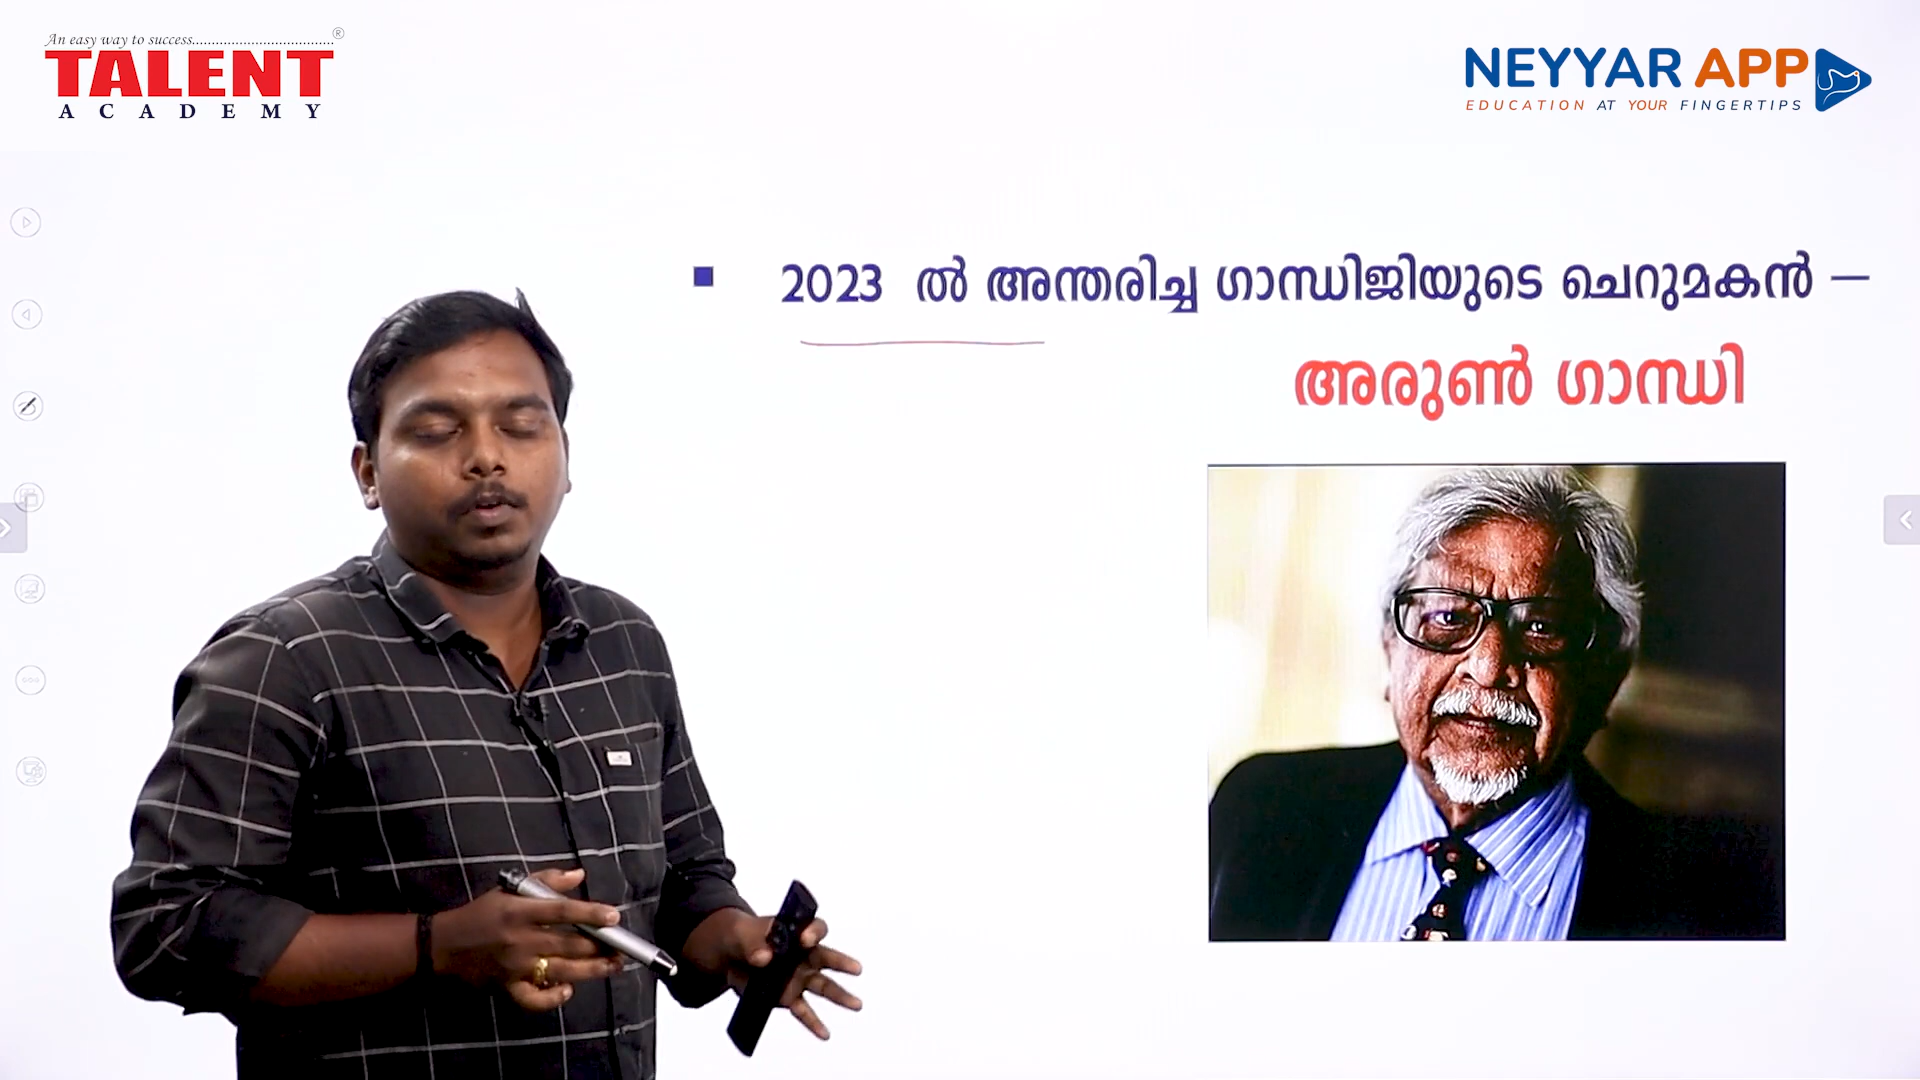 An easy way to success....................................®
TALENT
ACADEMY
NEYYAR APP
EDUCATION AT YOUR FINGERTIPS
▪ 2023 ൽ അന്തരിച്ച ഗാന്ധിജിയുടെ ചെറുമകൻ –
അരുൺ ഗാന്ധി